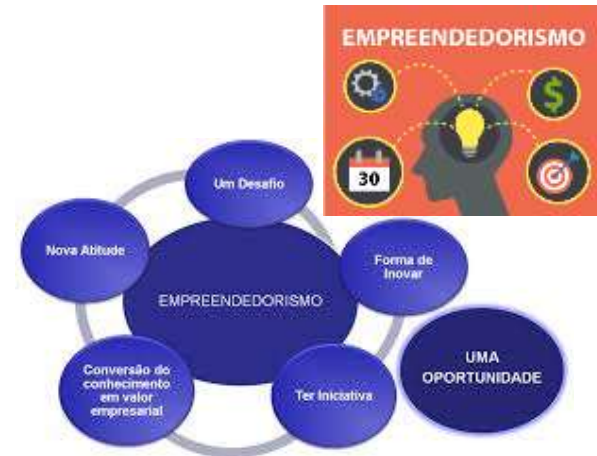 EMPREENDEDORISMO
$
30
Um Desafio
Nova Atitude
Forma de
Inovar
EMPREENDEDORISMO
UMA
OPORTUNIDADE
Conversão do
conhecimento
em valor
empresarial
Ter Iniciativa